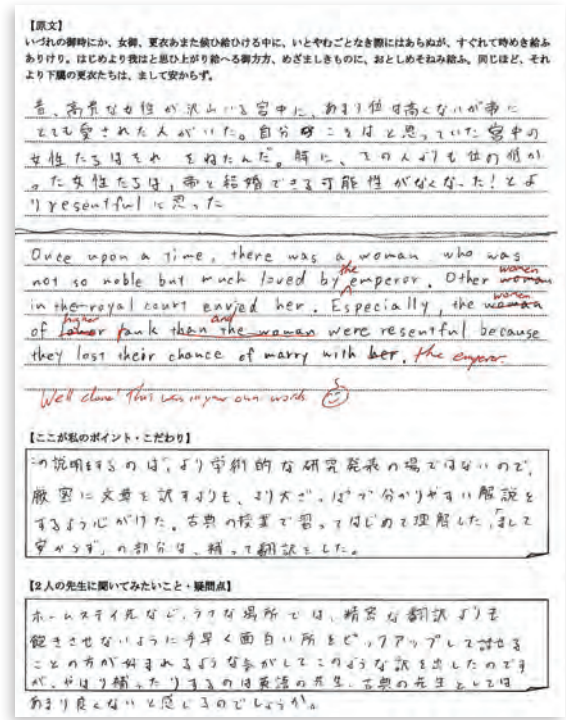 【原文】
いづれの御時にか、女御、更衣あまた候ひ給ひける中に、いとやむごとなき際にはあらぬが、すぐれて時めき給ふ
ありけり。はじめより我はと思ひ上がり給へる御方方、めざましきものに、おとしめそねみ給ふ。同じほど、それ
より下﨟の更衣たちは、まして安からず。
昔、高貴な女性が沢山いる宮中に、あまり位は高くないが帝に
とても愛された人がいた。自分こそはと思っていた宮中の
女性たちはそれをねたんだ。特に、その人よりも位の低か
った女性たちは、帝と結婚できる可能性がなくなった!とよ
りresentfulに思った
Once upon a time, there was a woman who was
not so noble but much loved by the emperor. Other women
in the royal court envied her. Especially, the women
of higher rank and than the woman were resentful because
they lost their chance of marry with her. the emperor.
Well done! This was in your own words
【ここが私のポイント・こだわり】
この説明をするのは、より学術的な研究発表の場ではないので、
厳密に文章を訳すよりも、より大ざっぱで分かりやすい解説を
するよう心がけた。古典の授業で習ってはじめて理解した、「まして
安からず」の部分は、補って翻訳をした。
【2人の先生に聞いてみたいこと・疑問点】
ホームステイ先など、ラフな場所では、精密な翻訳よりも
飽きさせないように手早く面白い所をピックアップして話せる
ことの方が好まれるような気がしてこのような訳を出したのです
が、やはり補ったりするのは英語の先生、古典の先生としては
あまり良くないと感じるのでしょうか。